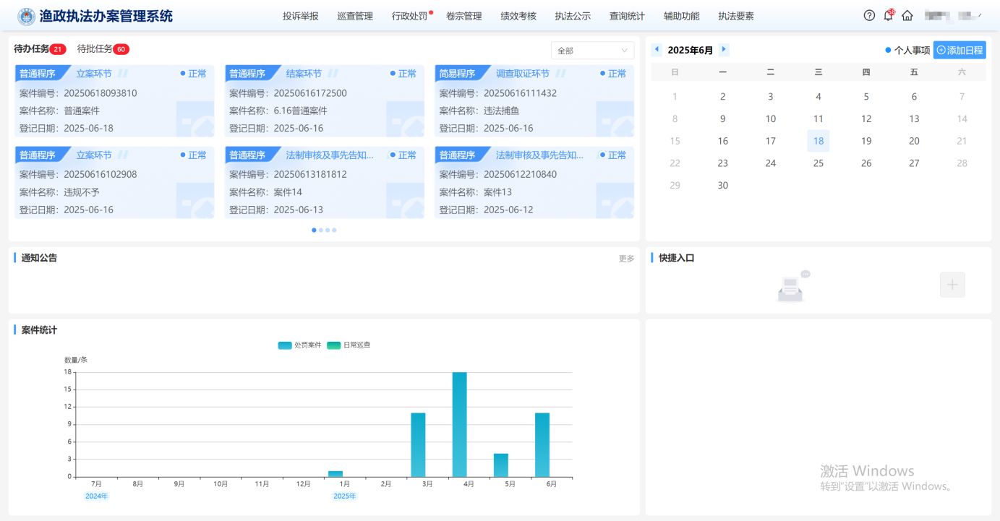 渔政执法办案管理系统 投诉举报 巡查管理 行政处罚 卷宗管理 绩效考核 执法公示 查询统计 辅助功能 执法要素 56
待办任务 21 待批任务 60 全部
普通程序 立案环节 正常
案件编号：20250618093810
案件名称：普通案件
登记日期：2025-06-18
普通程序 结案环节 正常
案件编号：20250616172500
案件名称：6.16普通案件
登记日期：2025-06-16
简易程序 调查取证环节 正常
案件编号：20250616111432
案件名称：违法捕鱼
登记日期：2025-06-16
普通程序 立案环节 正常
案件编号：20250616102908
案件名称：违规不予
登记日期：2025-06-16
普通程序 法制审核及事先告知... 正常
案件编号：20250613181812
案件名称：案件14
登记日期：2025-06-13
普通程序 法制审核及事先告知... 正常
案件编号：20250612210840
案件名称：案件13
登记日期：2025-06-12
2025年6月 个人事项 添加日程
日 一 二 三 四 五 六
1 2 3 4 5 6 7
8 9 10 11 12 13 14
15 16 17 18 19 20 21
22 23 24 25 26 27 28
29 30
通知公告 更多
快捷入口
案件统计
处罚案件 日常巡查
数量/条
18
15
12
9
6
3
0
7月 8月 9月 10月 11月 12月 1月 2月 3月 4月 5月 6月
2024年 2025年
激活 Windows
转到"设置"以激活 Windows。